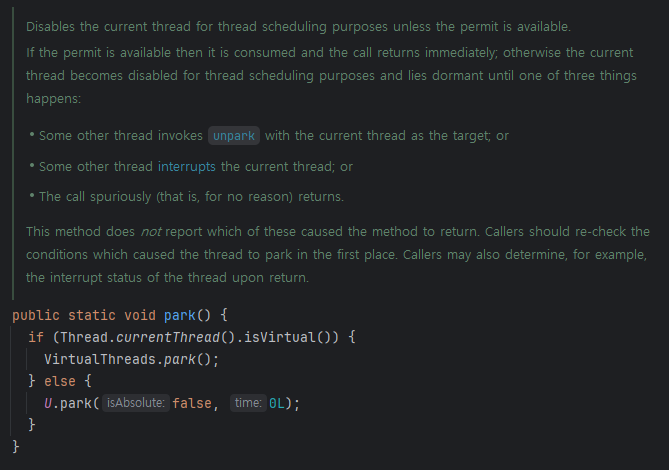 Disables the current thread for thread scheduling purposes unless the permit is available.
If the permit is available then it is consumed and the call returns immediately; otherwise the current
thread becomes disabled for thread scheduling purposes and lies dormant until one of three things
happens:
• Some other thread invokes unpark with the current thread as the target; or
• Some other thread interrupts the current thread; or
• The call spuriously (that is, for no reason) returns.
This method does not report which of these caused the method to return. Callers should re-check the
conditions which caused the thread to park in the first place. Callers may also determine, for example,
the interrupt status of the thread upon return.
public static void park() {
if (Thread.currentThread().isVirtual()) {
VirtualThreads.park();
} else {
U.park( isAbsolute: false, time: 0L);
}
}